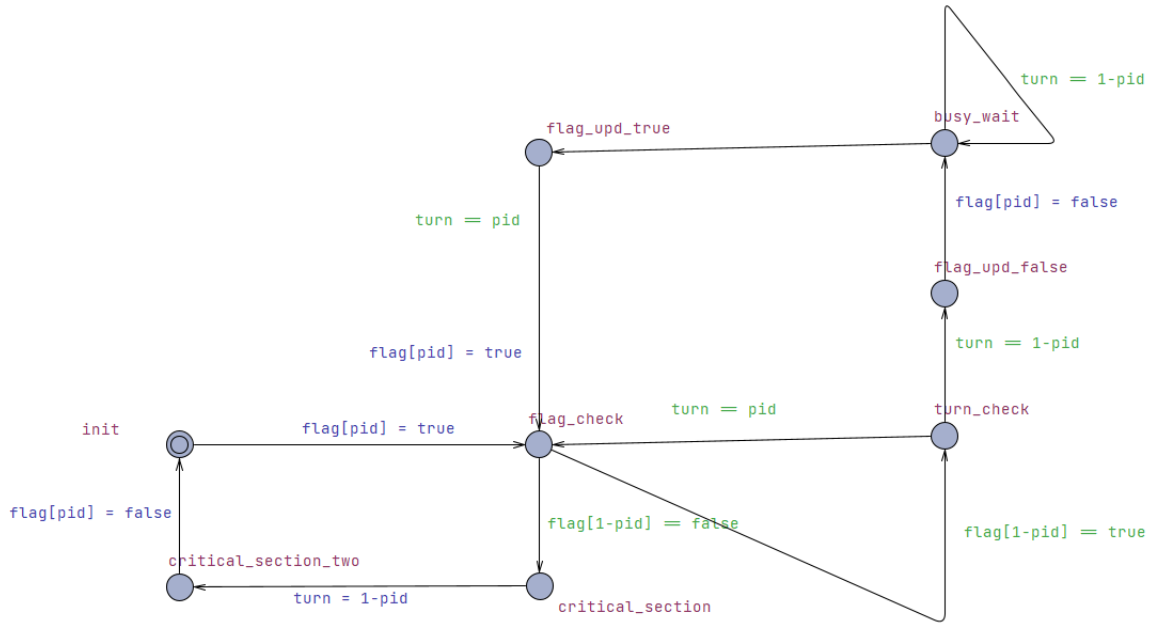 turn == 1-pid
busy_wait
flag_upd_true
flag[pid] = false
turn == pid
flag_upd_false
turn == 1-pid
flag[pid] = true
turn == pid
turn_check
flag_check
init
flag[pid] = true
flag[pid] = false
flag[1-pid] == false
flag[1-pid] == true
critical_section_two
turn = 1-pid
critical_section